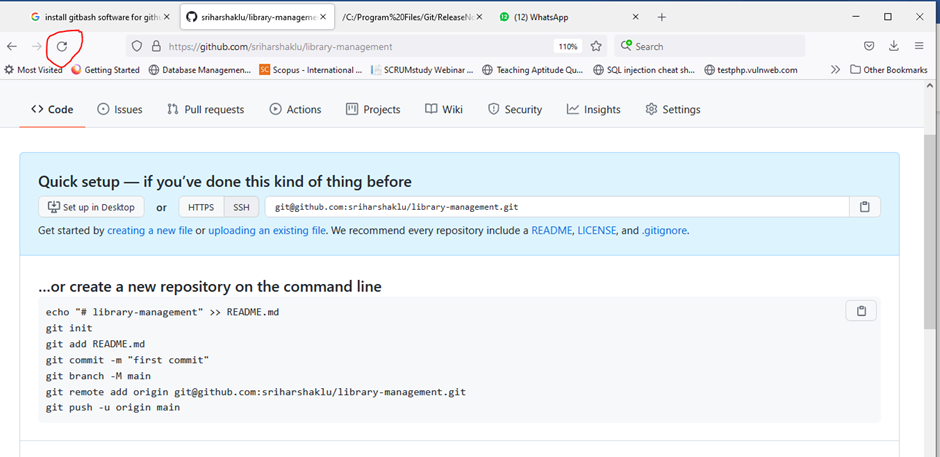 install gitbash software for githu
sriharshaklu/library-manageme
/C:/Program%20Files/Git/ReleaseNo
(12) WhatsApp
https://github.com/sriharshaklu/library-management
110%
Search
Most Visited
Getting Started
Database Managemen...
SC
Scopus - International ...
SCRUMstudy Webinar ...
Teaching Aptitude Qu...
SQL injection cheat sh...
testphp.vulnweb.com
Other Bookmarks
<> Code
Issues
Pull requests
Actions
Projects
Wiki
Security
Insights
Settings
Quick setup — if you’ve done this kind of thing before
Set up in Desktop or HTTPS SSH git@github.com:sriharshaklu/library-management.git
Get started by creating a new file or uploading an existing file. We recommend every repository include a README, LICENSE, and .gitignore.
...or create a new repository on the command line
echo "# library-management" >> README.md
git init
git add README.md
git commit -m "first commit"
git branch -M main
git remote add origin git@github.com:sriharshaklu/library-management.git
git push -u origin main